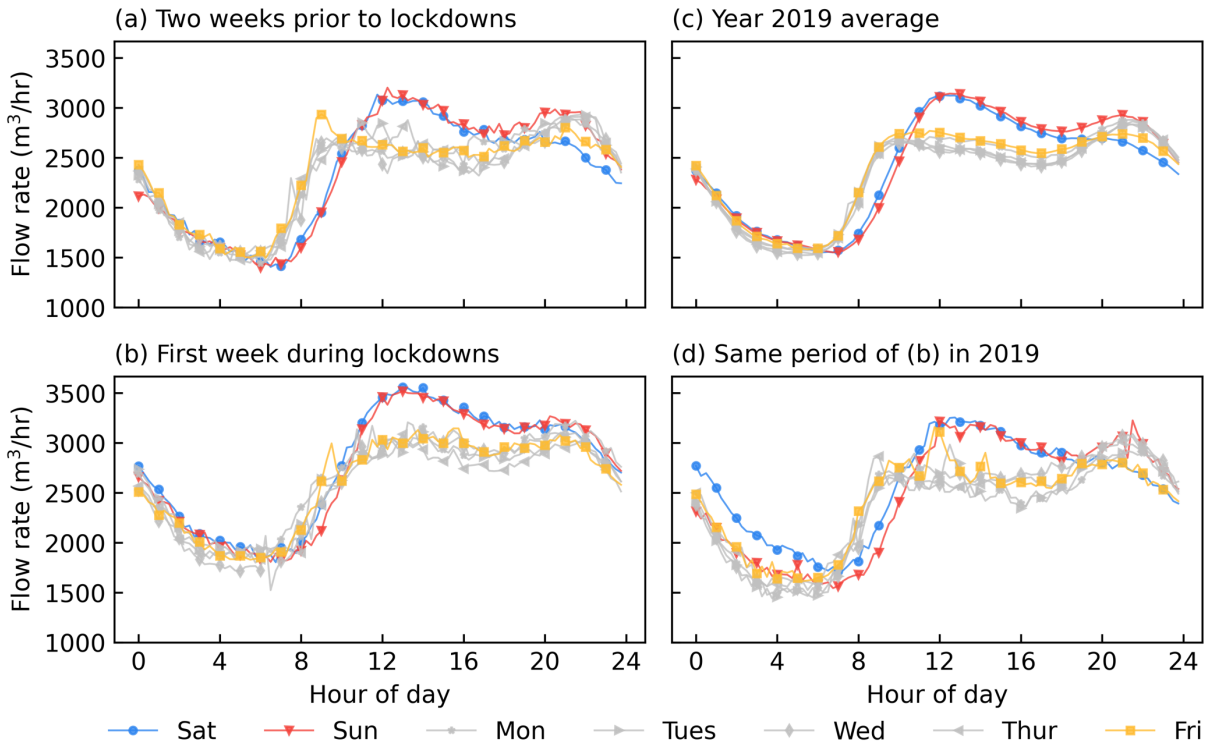 (a) Two weeks prior to lockdowns
3500
3000
2500
2000
1500
1000
Flow rate (m³/hr)
(c) Year 2019 average
(b) First week during lockdowns
3500
3000
2500
2000
1500
1000
Flow rate (m³/hr)
0 4 8 12 16 20 24
Hour of day
(d) Same period of (b) in 2019
0 4 8 12 16 20 24
Hour of day
Sat Sun Mon Tues Wed Thur Fri